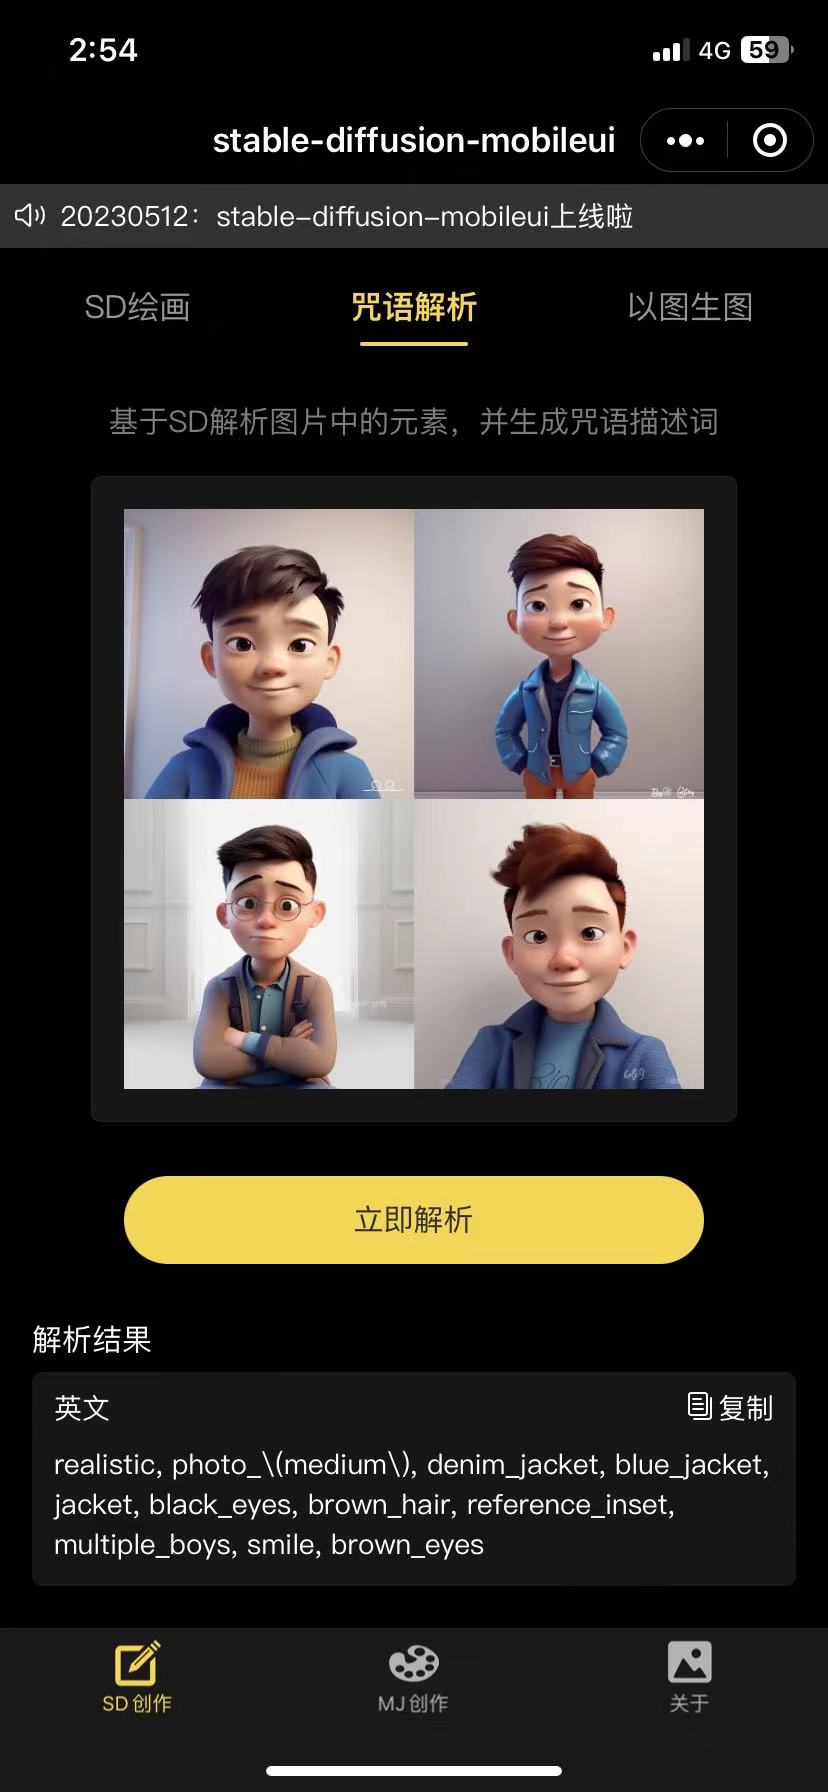 2:54
4G 59
stable-diffusion-mobileui
20230512：stable-diffusion-mobileui上线啦
SD绘画 咒语解析 以图生图
基于SD解析图片中的元素，并生成咒语描述词
立即解析
解析结果
英文 复制
realistic, photo_\(medium\), denim_jacket, blue_jacket,
jacket, black_eyes, brown_hair, reference_inset,
multiple_boys, smile, brown_eyes
SD创作 MJ创作 关于